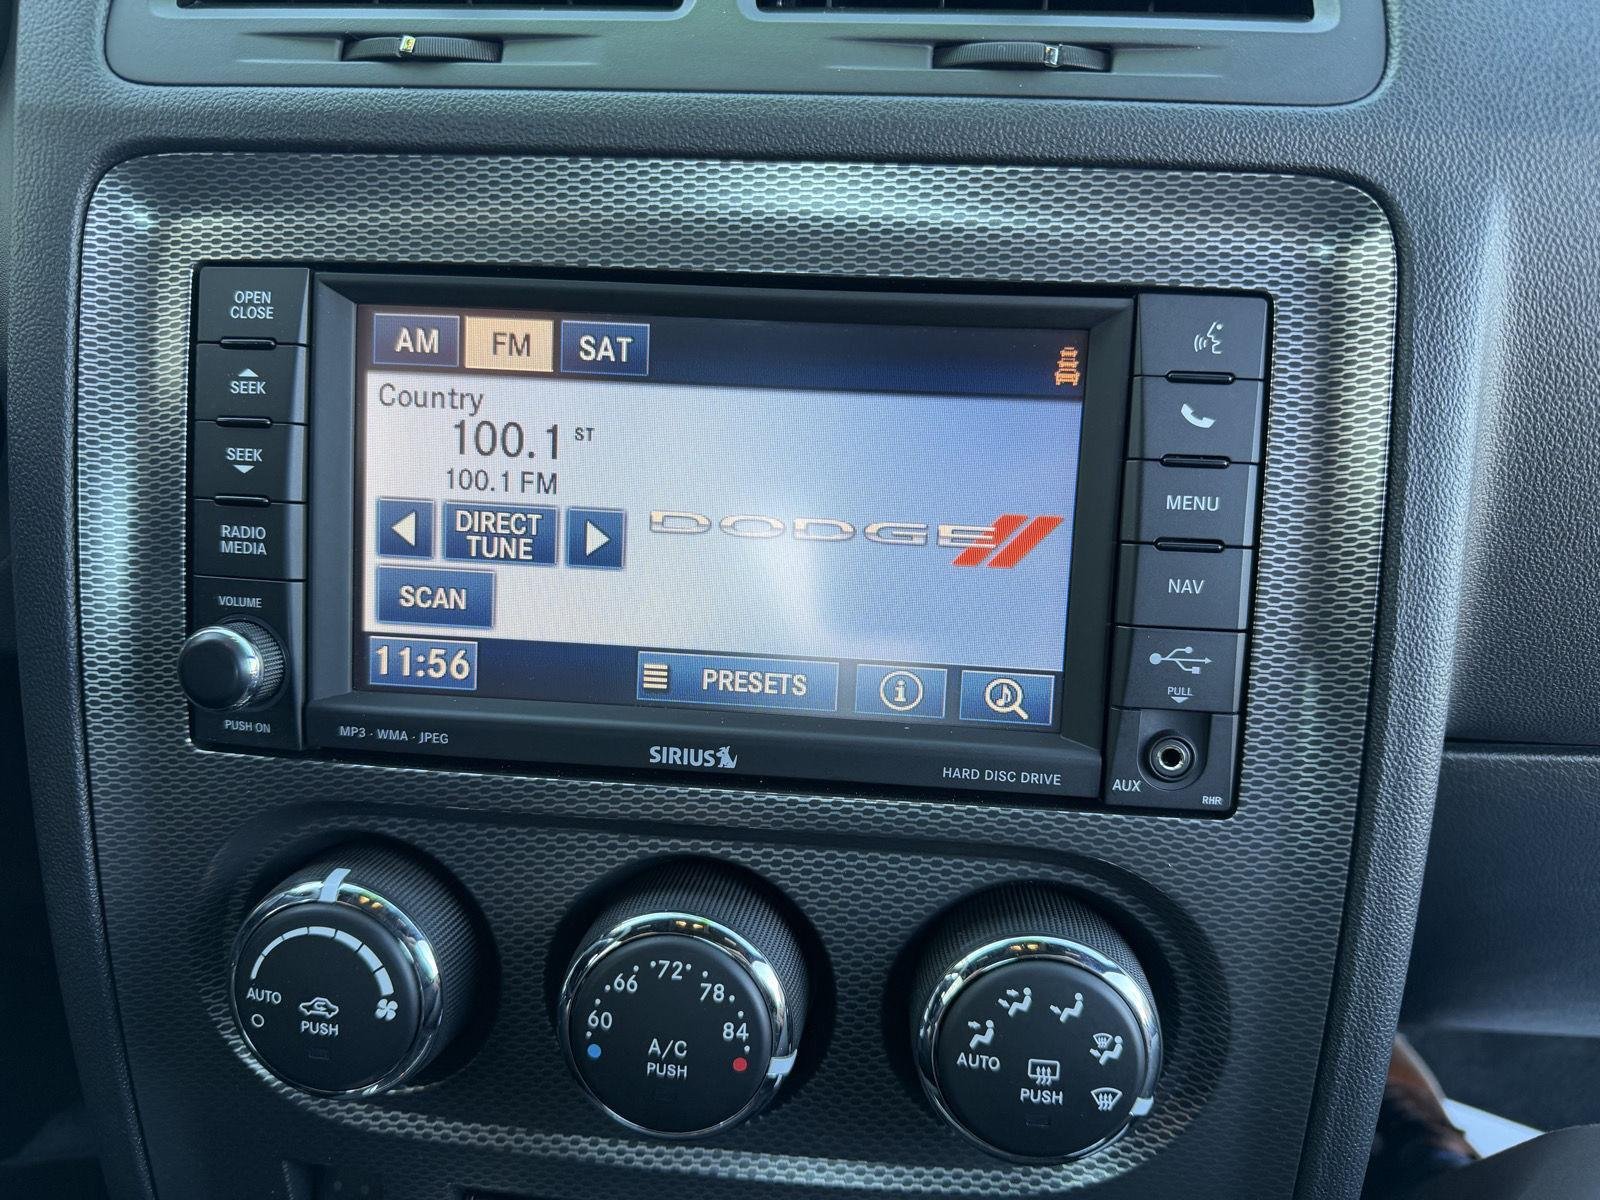 OPEN
CLOSE
SEEK
SEEK
RADIO
MEDIA
VOLUME
PUSH ON
AM FM SAT
Country
100.1 ST
100.1 FM
DIRECT
TUNE
SCAN
DODGE
11:56
PRESETS
i
MP3 · WMA · JPEG
SIRIUS
HARD DISC DRIVE
MENU
NAV
PULL
AUX
RHR
AUTO
O
PUSH
60 66 72 78 84
A/C
PUSH
AUTO
PUSH